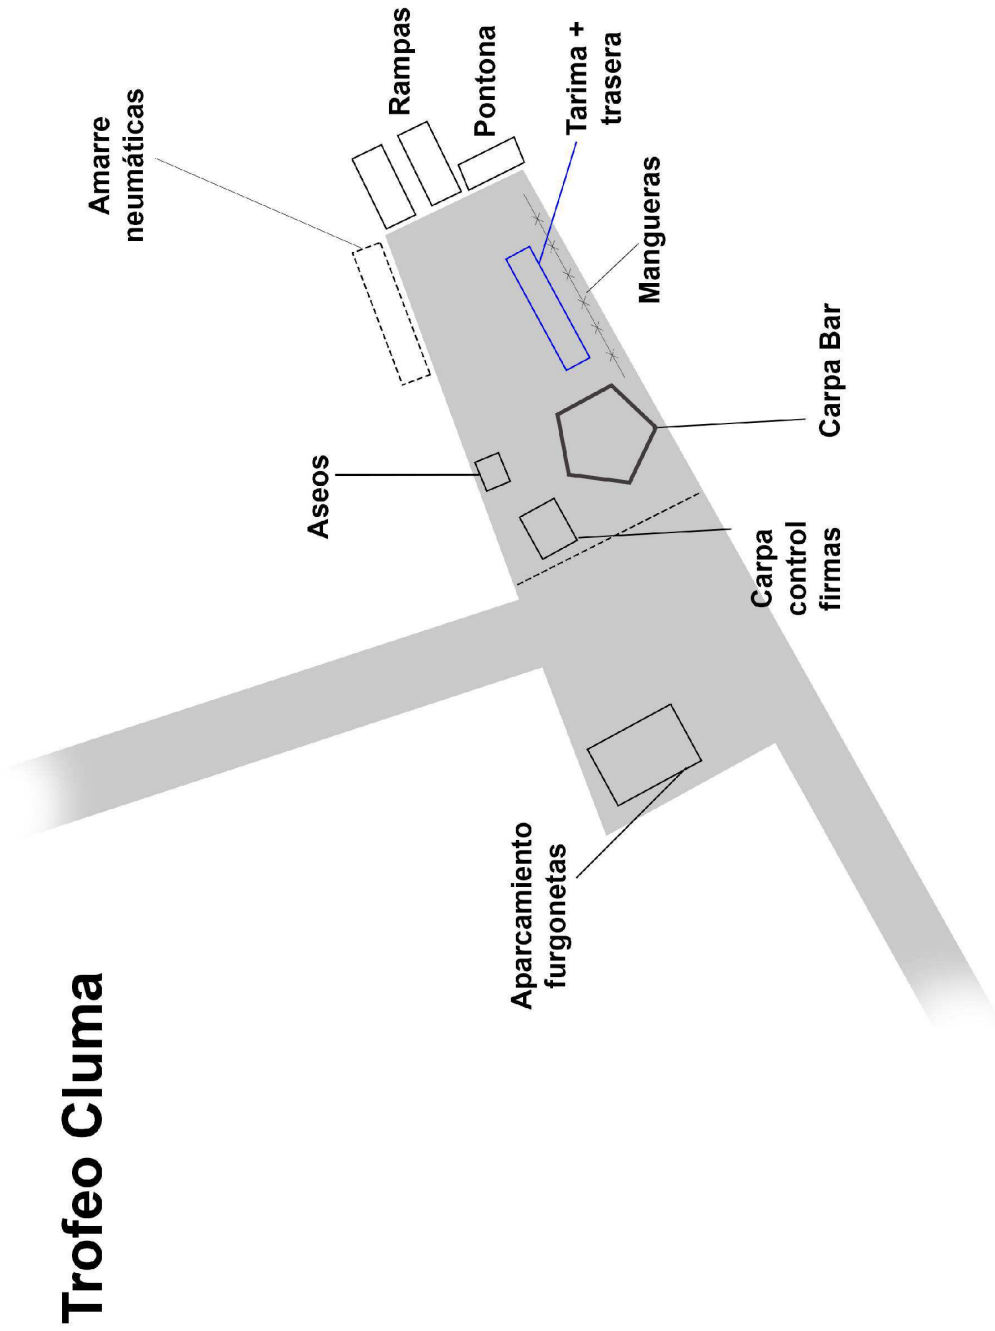 Trofeo Cluma
Amarre
neumáticas
Rampas
Pontona
Tarima +
trasera
Mangueras
Carpa Bar
Aseos
Carpa
control
firmas
Aparcamiento
furgonetas